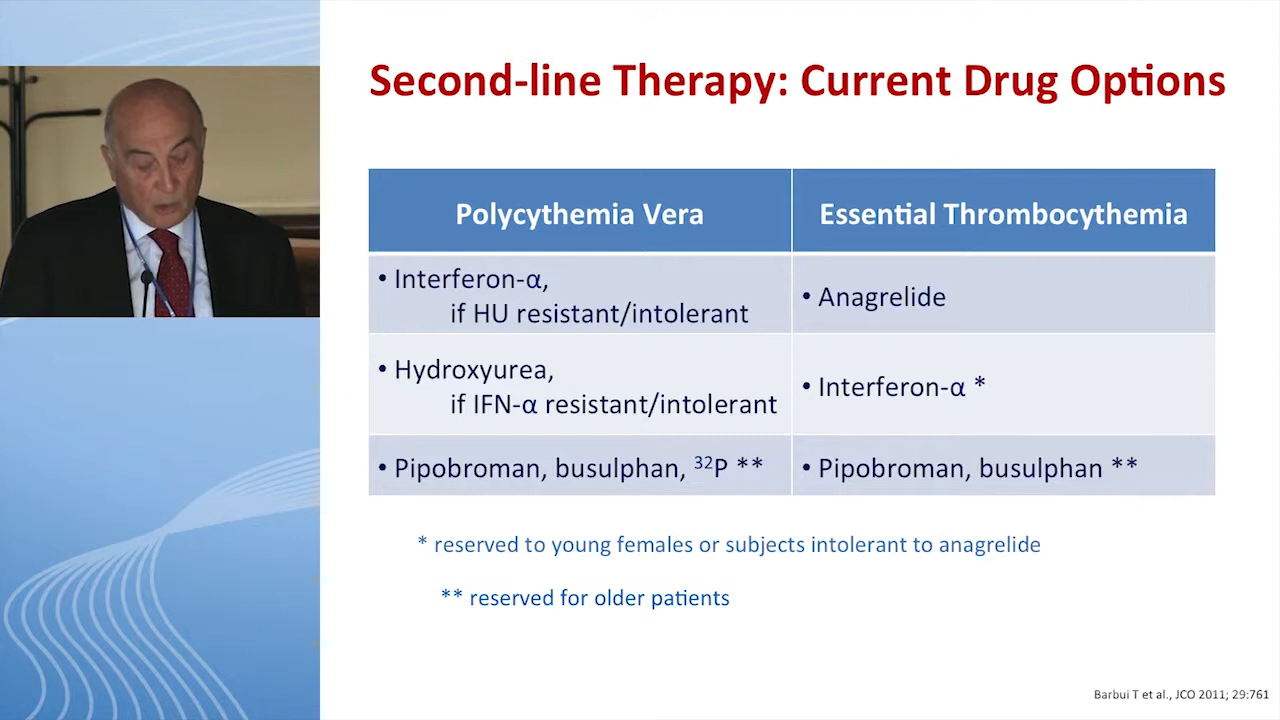 Second-line Therapy: Current Drug Options
Polycythemia Vera
Essential Thrombocythemia
• Interferon-α,
if HU resistant/intolerant
• Anagrelide
• Hydroxyurea,
if IFN-α resistant/intolerant
• Interferon-α *
• Pipobroman, busulphan, ³²P **
• Pipobroman, busulphan **
* reserved to young females or subjects intolerant to anagrelide
** reserved for older patients
Barbui T et al., JCO 2011; 29:761